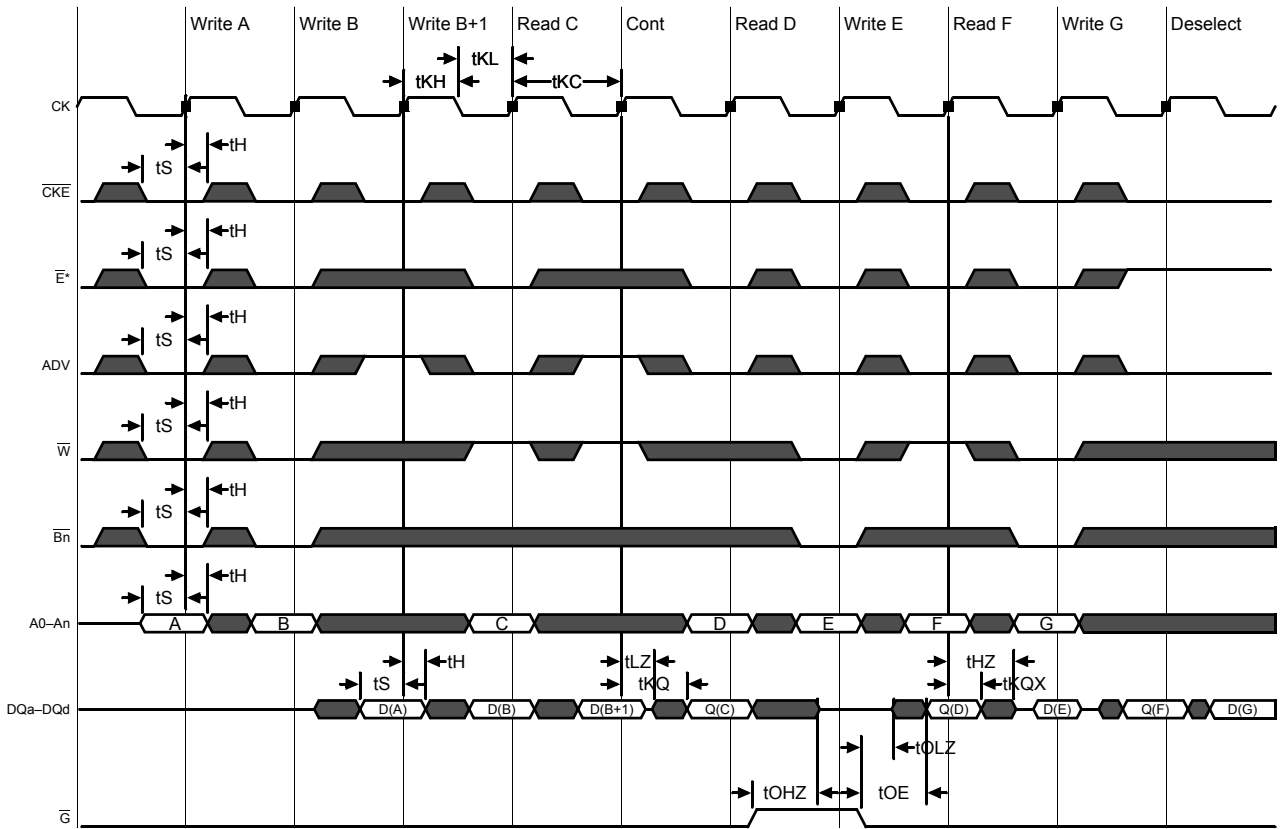 Write A Write B Write B+1 Read C Cont Read D Write E Read F Write G Deselect
tKL
tKH tKC
CK
tH
tS
CKE
tH
tS
E*
tH
tS
ADV
tH
tS
W
tH
tS
Bn
tH
tS
A0–An A B C D E F G
tH tLZ tHZ
tS tKQ tKQX
DQa–DQd D(A) D(B) D(B+1) Q(C) Q(D) D(E) Q(F) D(G)
tOLZ
tOHZ tOE
G